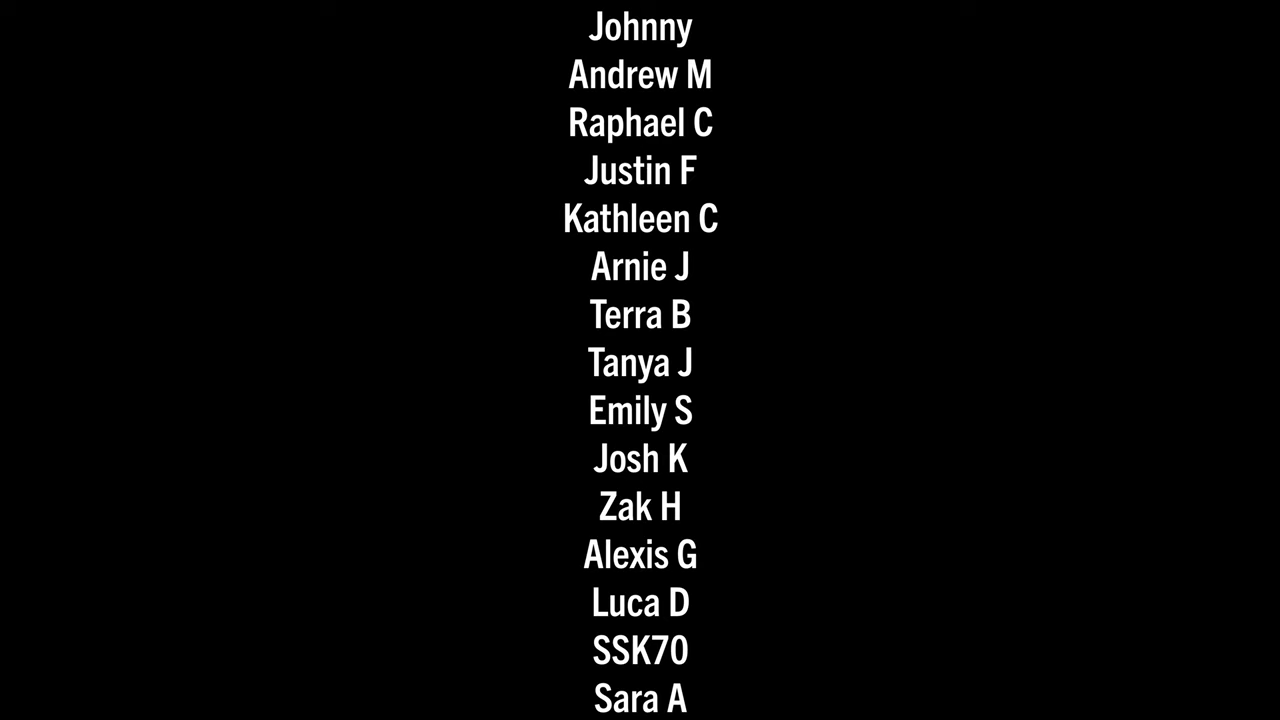 Johnny
Andrew M
Raphael C
Justin F
Kathleen C
Arnie J
Terra B
Tanya J
Emily S
Josh K
Zak H
Alexis G
Luca D
SSK70
Sara A